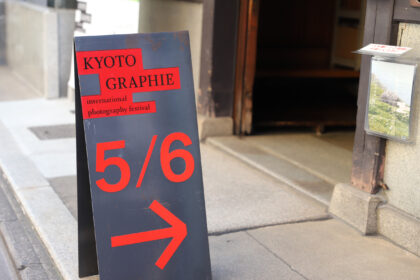 KYOTO
GRAPHIE
international
photography festival
5/6
→